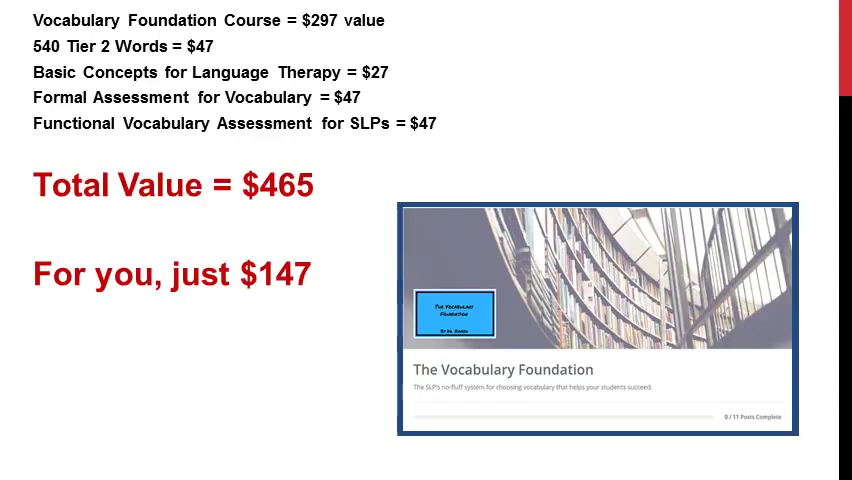 Vocabulary Foundation Course = $297 value
540 Tier 2 Words = $47
Basic Concepts for Language Therapy = $27
Formal Assessment for Vocabulary = $47
Functional Vocabulary Assessment for SLPs = $47
Total Value = $465
For you, just $147
The Vocabulary
Foundation
By Dr. Karen
The Vocabulary Foundation
The SLP's no-fluff system for choosing vocabulary that helps your students succeed.
0 / 11 Posts Complete